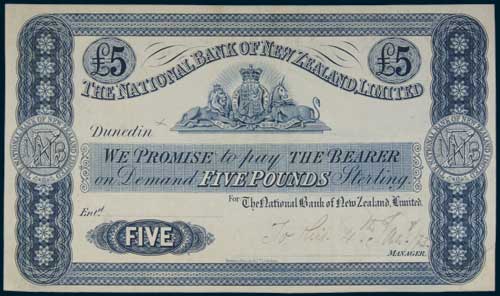 £5 £5
THE NATIONAL BANK OF NEW ZEALAND, LIMITED
Dunedin
WE PROMISE to pay THE BEARER
on Demand FIVE POUNDS Sterling.
For The National Bank of New Zealand, Limited.
Entd.
FIVE
MANAGER.